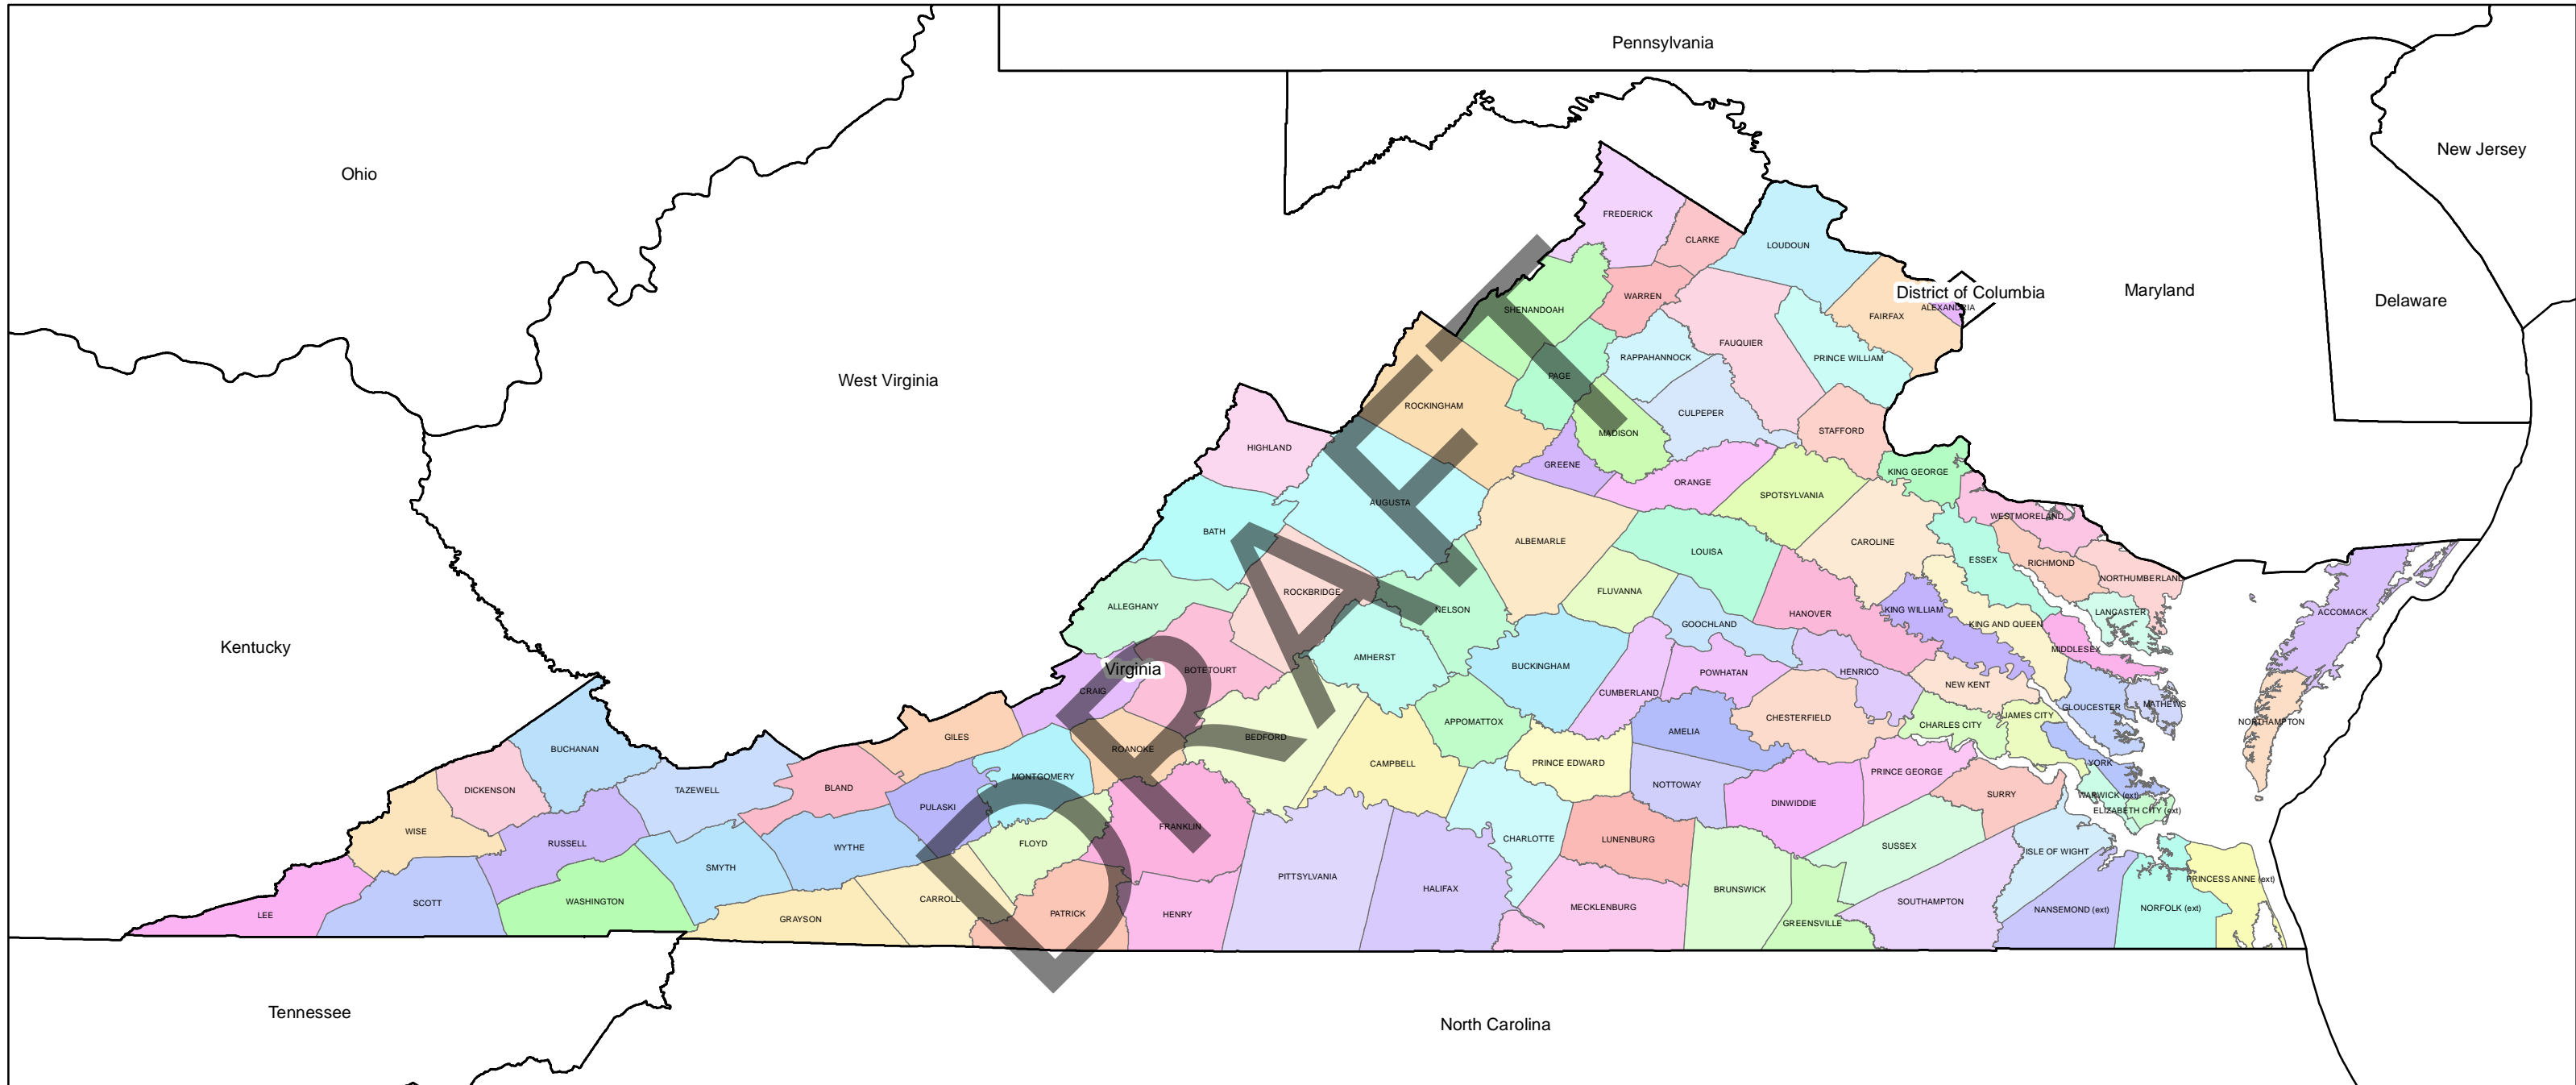 Pennsylvania
New Jersey
Ohio
FREDERICK
CLARKE
LOUDOUN
District of Columbia
Maryland
Delaware
WARREN
ALEXANDRIA
SHENANDOAH
FAIRFAX
FAUQUIER
RAPPAHANNOCK
PRINCE WILLIAM
West Virginia
PAGE
ROCKINGHAM
CULPEPER
STAFFORD
MADISON
HIGHLAND
GREENE
KING GEORGE
ORANGE
SPOTSYLVANIA
AUGUSTA
WESTMORELAND
BATH
ALBEMARLE
CAROLINE
LOUISA
ESSEX
RICHMOND
NORTHUMBERLAND
ROCKBRIDGE
FLUVANNA
ALLEGHANY
NELSON
KING WILLIAM
HANOVER
LANCASTER
ACCOMACK
GOOCHLAND
KING AND QUEEN
Kentucky
MIDDLESEX
AMHERST
BUCKINGHAM
Virginia
BOTETOURT
POWHATAN
HENRICO
NEW KENT
CRAIG
CUMBERLAND
MATHEWS
GLOUCESTER
JAMES CITY
CHESTERFIELD
APPOMATTOX
NORTHAMPTON
CHARLES CITY
AMELIA
GILES
BEDFORD
BUCHANAN
ROANOKE
CAMPBELL
PRINCE EDWARD
YORK
PRINCE GEORGE
MONTGOMERY
NOTTOWAY
BLAND
DICKENSON
TAZEWELL
SURRY
WARWICK (ext)
DINWIDDIE
PULASKI
ELIZABETH CITY (ext)
FRANKLIN
WISE
CHARLOTTE
LUNENBURG
RUSSELL
FLOYD
SUSSEX
WYTHE
ISLE OF WIGHT
SMYTH
PITTSYLVANIA
PRINCESS ANNE (ext)
HALIFAX
BRUNSWICK
CARROLL
WASHINGTON
SOUTHAMPTON
SCOTT
MECKLENBURG
NORFOLK (ext)
NANSEMOND (ext)
PATRICK
HENRY
LEE
GRAYSON
GREENSVILLE
Tennessee
North Carolina
DRAFT